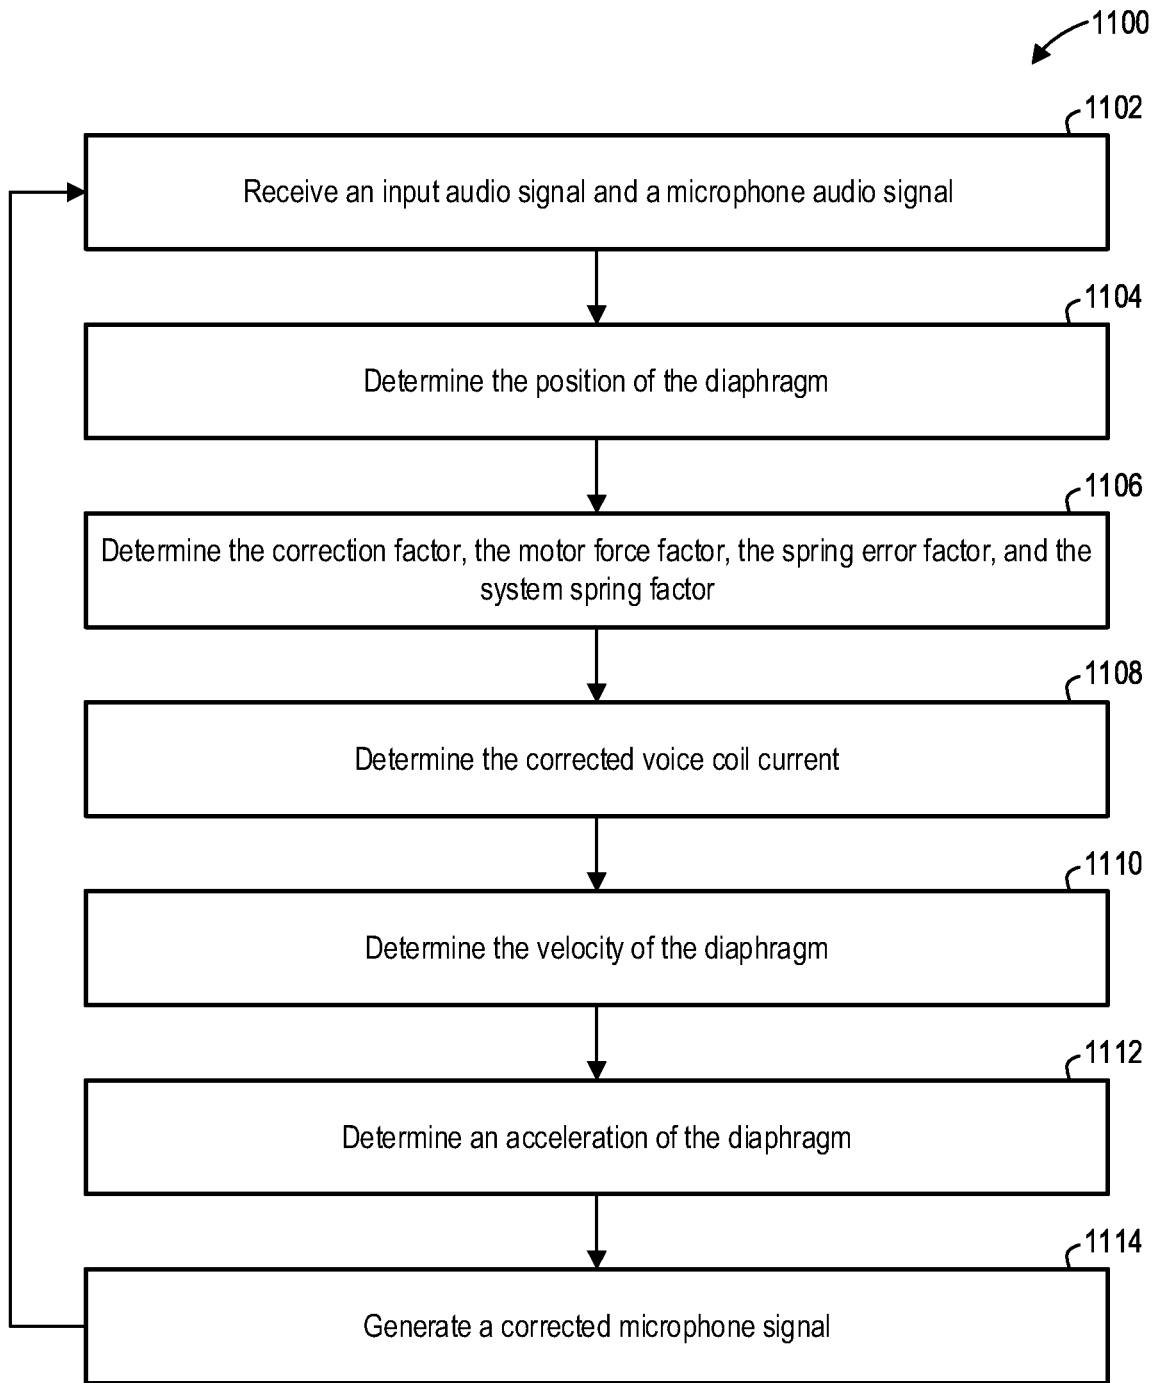 1100
1102
Receive an input audio signal and a microphone audio signal
1104
Determine the position of the diaphragm
1106
Determine the correction factor, the motor force factor, the spring error factor, and the
system spring factor
1108
Determine the corrected voice coil current
1110
Determine the velocity of the diaphragm
1112
Determine an acceleration of the diaphragm
1114
Generate a corrected microphone signal